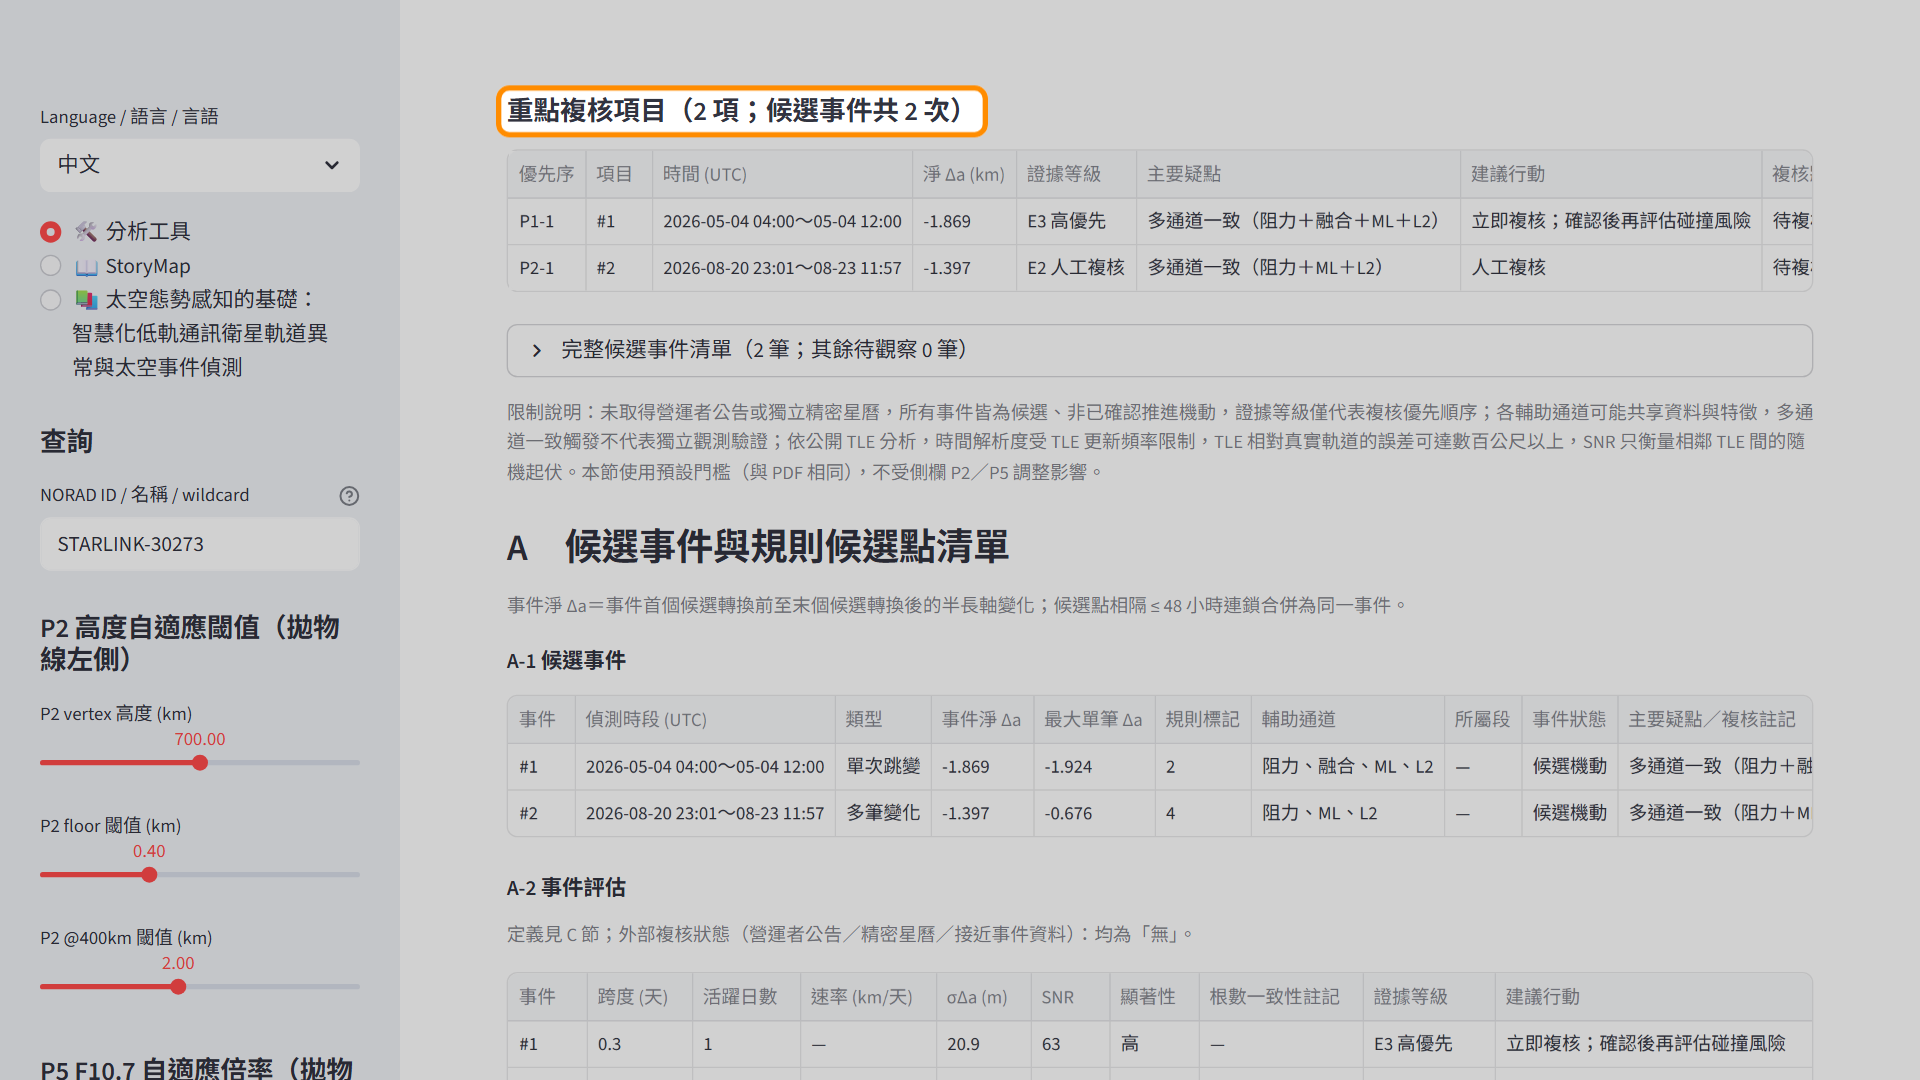 Language / 語言 / 言語
中文
🛠️ 分析工具
📖 StoryMap
📚 太空態勢感知的基礎：
智慧化低軌通訊衛星軌道異
常與太空事件偵測
查詢
NORAD ID / 名稱 / wildcard
STARLINK-30273
P2 高度自適應閾值（拋物
線左側）
P2 vertex 高度 (km)
700.00
P2 floor 閾值 (km)
0.40
P2 @400km 閾值 (km)
2.00
P5 F10.7 自適應倍率（拋物
重點複核項目（2 項；候選事件共 2 次）
優先序 項目 時間 (UTC) 淨 Δa (km) 證據等級 主要疑點 建議行動 複核
P1-1 #1 2026-05-04 04:00～05-04 12:00 -1.869 E3 高優先 多通道一致（阻力＋融合＋ML＋L2） 立即複核；確認後再評估碰撞風險 待複
P2-1 #2 2026-08-20 23:01～08-23 11:57 -1.397 E2 人工複核 多通道一致（阻力＋ML＋L2） 人工複核 待複
完整候選事件清單（2 筆；其餘待觀察 0 筆）
限制說明：未取得營運者公告或獨立精密星曆，所有事件皆為候選、非已確認推進機動，證據等級僅代表複核優先順序；各輔助通道可能共享資料與特徵，多通
道一致觸發不代表獨立觀測驗證；依公開 TLE 分析，時間解析度受 TLE 更新頻率限制，TLE 相對真實軌道的誤差可達數百公尺以上，SNR 只衡量相鄰 TLE 間的隨
機起伏。本節使用預設門檻（與 PDF 相同），不受側欄 P2／P5 調整影響。
A 候選事件與規則候選點清單
事件淨 Δa＝事件首個候選轉換前至末個候選轉換後的半長軸變化；候選點相隔 ≤ 48 小時連鎖合併為同一事件。
A-1 候選事件
事件 偵測時段 (UTC) 類型 事件淨 Δa 最大單筆 Δa 規則標記 輔助通道 所屬段 事件狀態 主要疑點／複核註記
#1 2026-05-04 04:00～05-04 12:00 單次跳變 -1.869 -1.924 2 阻力、融合、ML、L2 — 候選機動 多通道一致（阻力＋融
#2 2026-08-20 23:01～08-23 11:57 多筆變化 -1.397 -0.676 4 阻力、ML、L2 — 候選機動 多通道一致（阻力＋M
A-2 事件評估
定義見 C 節；外部複核狀態（營運者公告／精密星曆／接近事件資料）：均為「無」。
事件 跨度 (天) 活躍日數 速率 (km/天) σΔa (m) SNR 顯著性 根數一致性註記 證據等級 建議行動
#1 0.3 1 — 20.9 63 高 — E3 高優先 立即複核；確認後再評估碰撞風險